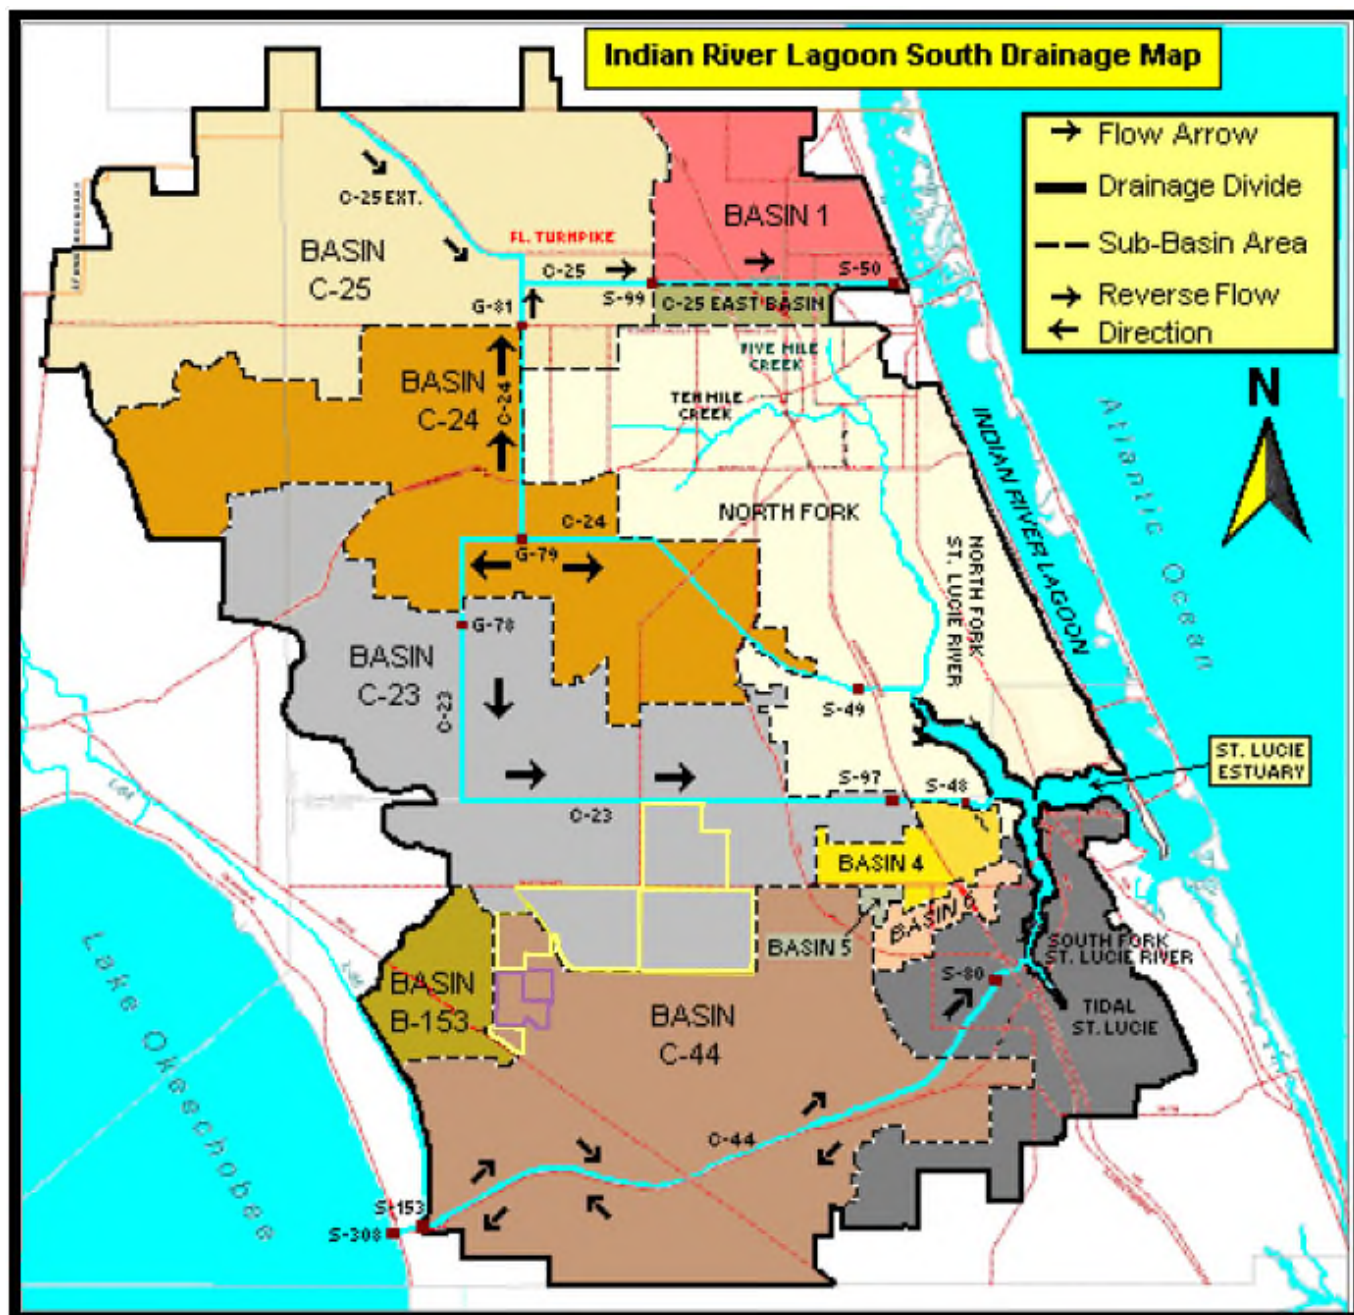 Indian River Lagoon South Drainage Map
Flow Arrow
Drainage Divide
Sub-Basin Area
Reverse Flow
Direction
N
C-25 EXT.
BASIN
C-25
FL. TURNPIKE
BASIN 1
C-25
S-99
S-50
C-25 EAST BASIN
G-81
FIVE MILE
CREEK
TEN MILE
CREEK
BASIN
C-24
C-24
NORTH FORK
C-24
G-79
NORTH FORK
ST. LUCIE RIVER
INDIAN RIVER LAGOON
Atlantic Ocean
G-78
BASIN
C-23
C-23
S-49
ST. LUCIE
ESTUARY
S-97
S-48
C-23
BASIN 4
BASIN 5
BASIN 6
SOUTH FORK
ST. LUCIE RIVER
S-80
TIDAL
ST. LUCIE
BASIN
B-153
BASIN
C-44
Lake Okeechobee
C-44
S-153
S-308